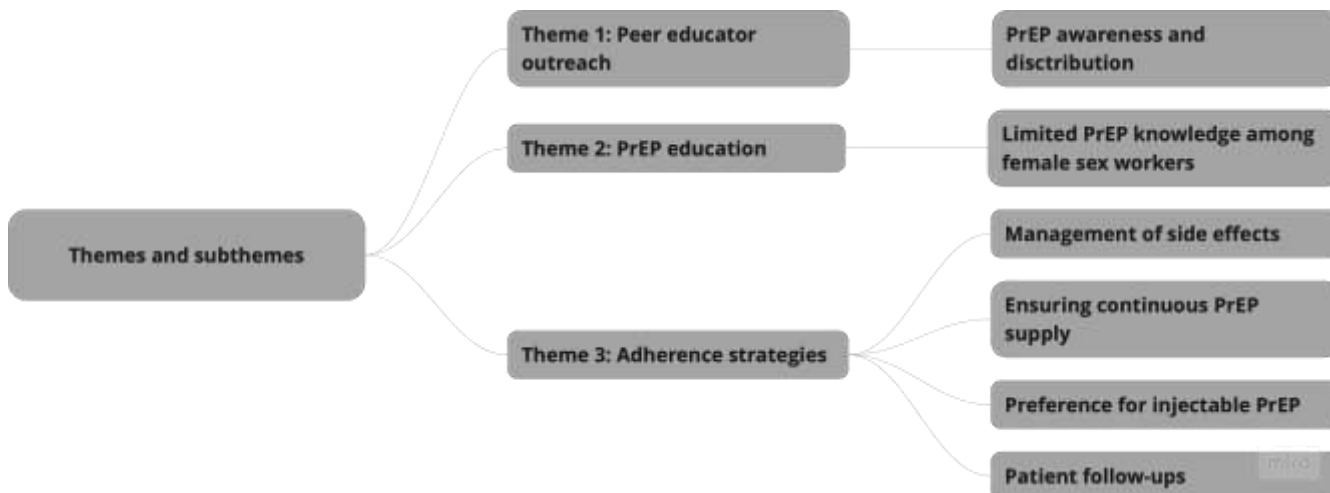 Theme 1: Peer educator
outreach
PrEP awareness and
disctribution
Theme 2: PrEP education
Limited PrEP knowledge among
female sex workers
Themes and subthemes
Management of side effects
Ensuring continuous PrEP
supply
Theme 3: Adherence strategies
Preference for injectable PrEP
Patient follow-ups
miro